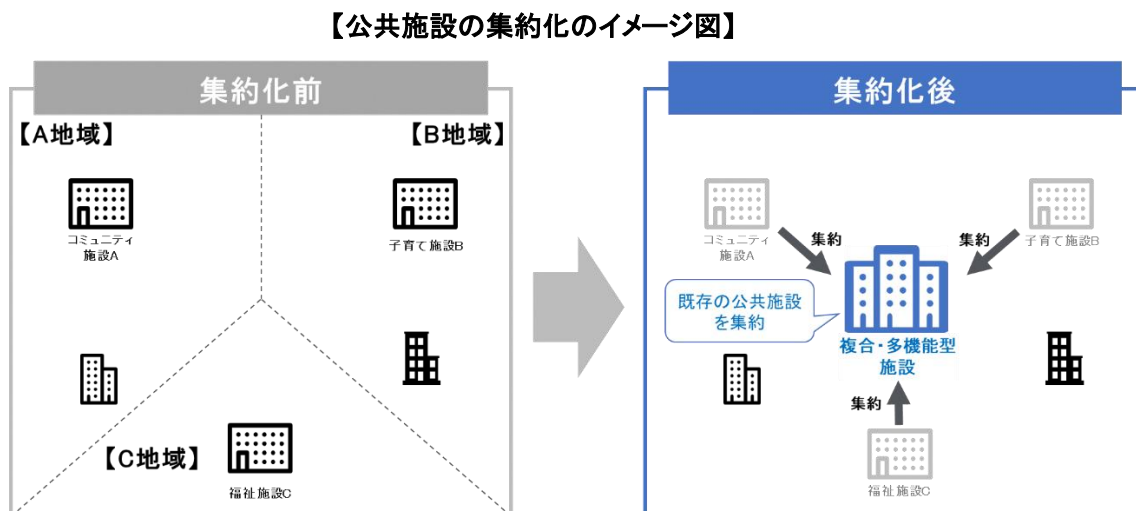 【公共施設の集約化のイメージ図】
集約化前
【A地域】
【B地域】
コミュニティ
施設A
子育て施設B
【C地域】
福祉施設C
集約化後
コミュニティ
施設A
集約
集約
子育て施設B
既存の公共施設
を集約
複合・多機能型
施設
集約
福祉施設C